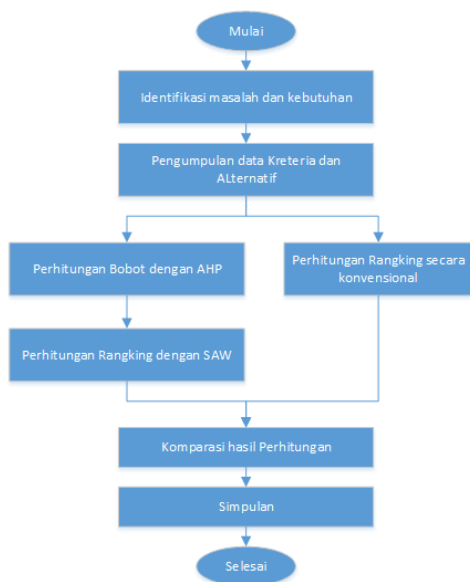 Mulai
Identifikasi masalah dan kebutuhan
Pengumpulan data Kreteria dan
ALternatif
Perhitungan Bobot dengan AHP
Perhitungan Rangking secara
konvensional
Perhitungan Rangking dengan SAW
Komparasi hasil Perhitungan
Simpulan
Selesai